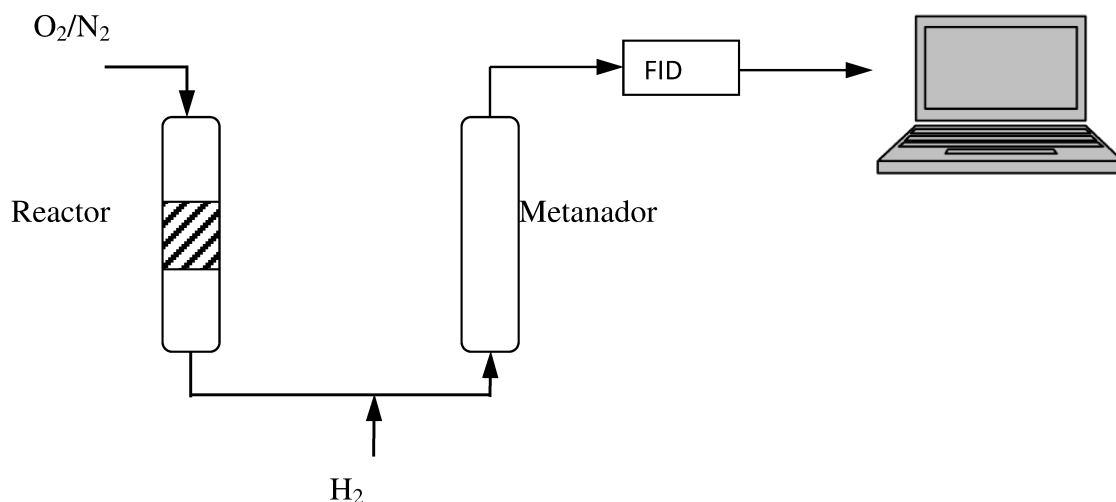 O₂/N₂
FID
Reactor
Metanador
H₂